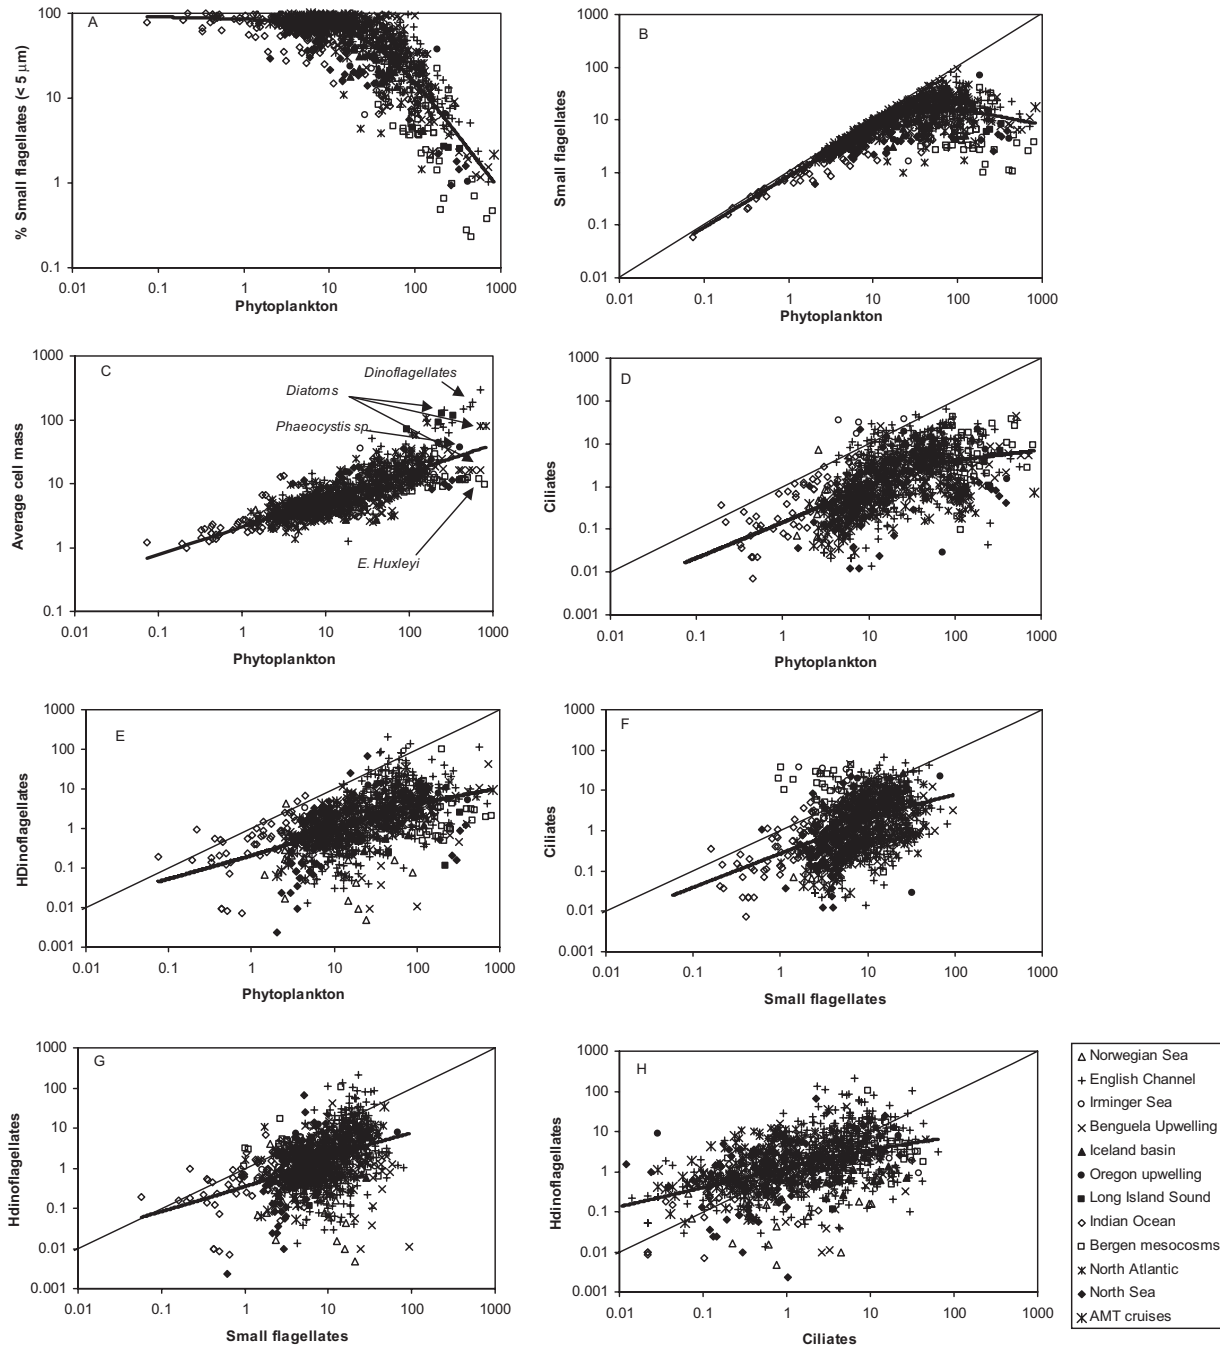 A
% Small flagellates (< 5 µm)
100
10
1
0.1
0.01 0.1 1 10 100 1000
Phytoplankton
B
Small flagellates
1000
100
10
1
0.1
0.01
0.01 0.1 1 10 100 1000
Phytoplankton
C
Average cell mass
1000
100
10
1
0.1
Dinoflagellates
Diatoms
Phaeocystis sp.
E. Huxleyi
0.01 0.1 1 10 100 1000
Phytoplankton
D
Ciliates
1000
100
10
1
0.1
0.01
0.001
0.01 0.1 1 10 100 1000
Phytoplankton
E
HDinoflagellates
1000
100
10
1
0.1
0.01
0.001
0.01 0.1 1 10 100 1000
Phytoplankton
F
Ciliates
1000
100
10
1
0.1
0.01
0.001
0.01 0.1 1 10 100 1000
Small flagellates
G
Hdinoflagellates
1000
100
10
1
0.1
0.01
0.001
0.01 0.1 1 10 100 1000
Small flagellates
H
Hdinoflagellates
1000
100
10
1
0.1
0.01
0.001
0.01 0.1 1 10 100 1000
Ciliates
Norwegian Sea
English Channel
Irminger Sea
Benguela Upwelling
Iceland basin
Oregon upwelling
Long Island Sound
Indian Ocean
Bergen mesocosms
North Atlantic
North Sea
AMT cruises